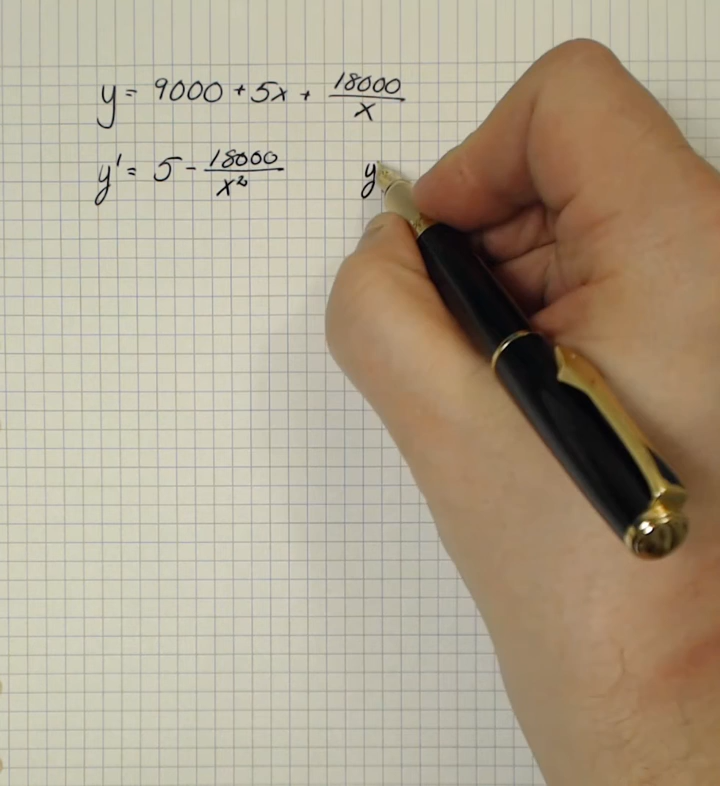 y = 9000 + 5x + 18000/x
y' = 5 - 18000/x² y